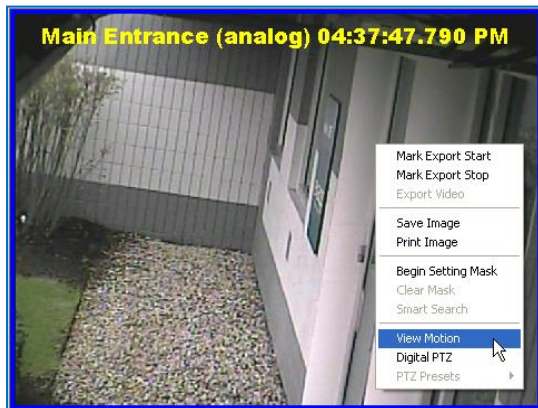 Main Entrance (analog) 04:37:47.790 PM
Mark Export Start
Mark Export Stop
Export Video
Save Image
Print Image
Begin Setting Mask
Clear Mask
Smart Search
View Motion
Digital PTZ
PTZ Presets